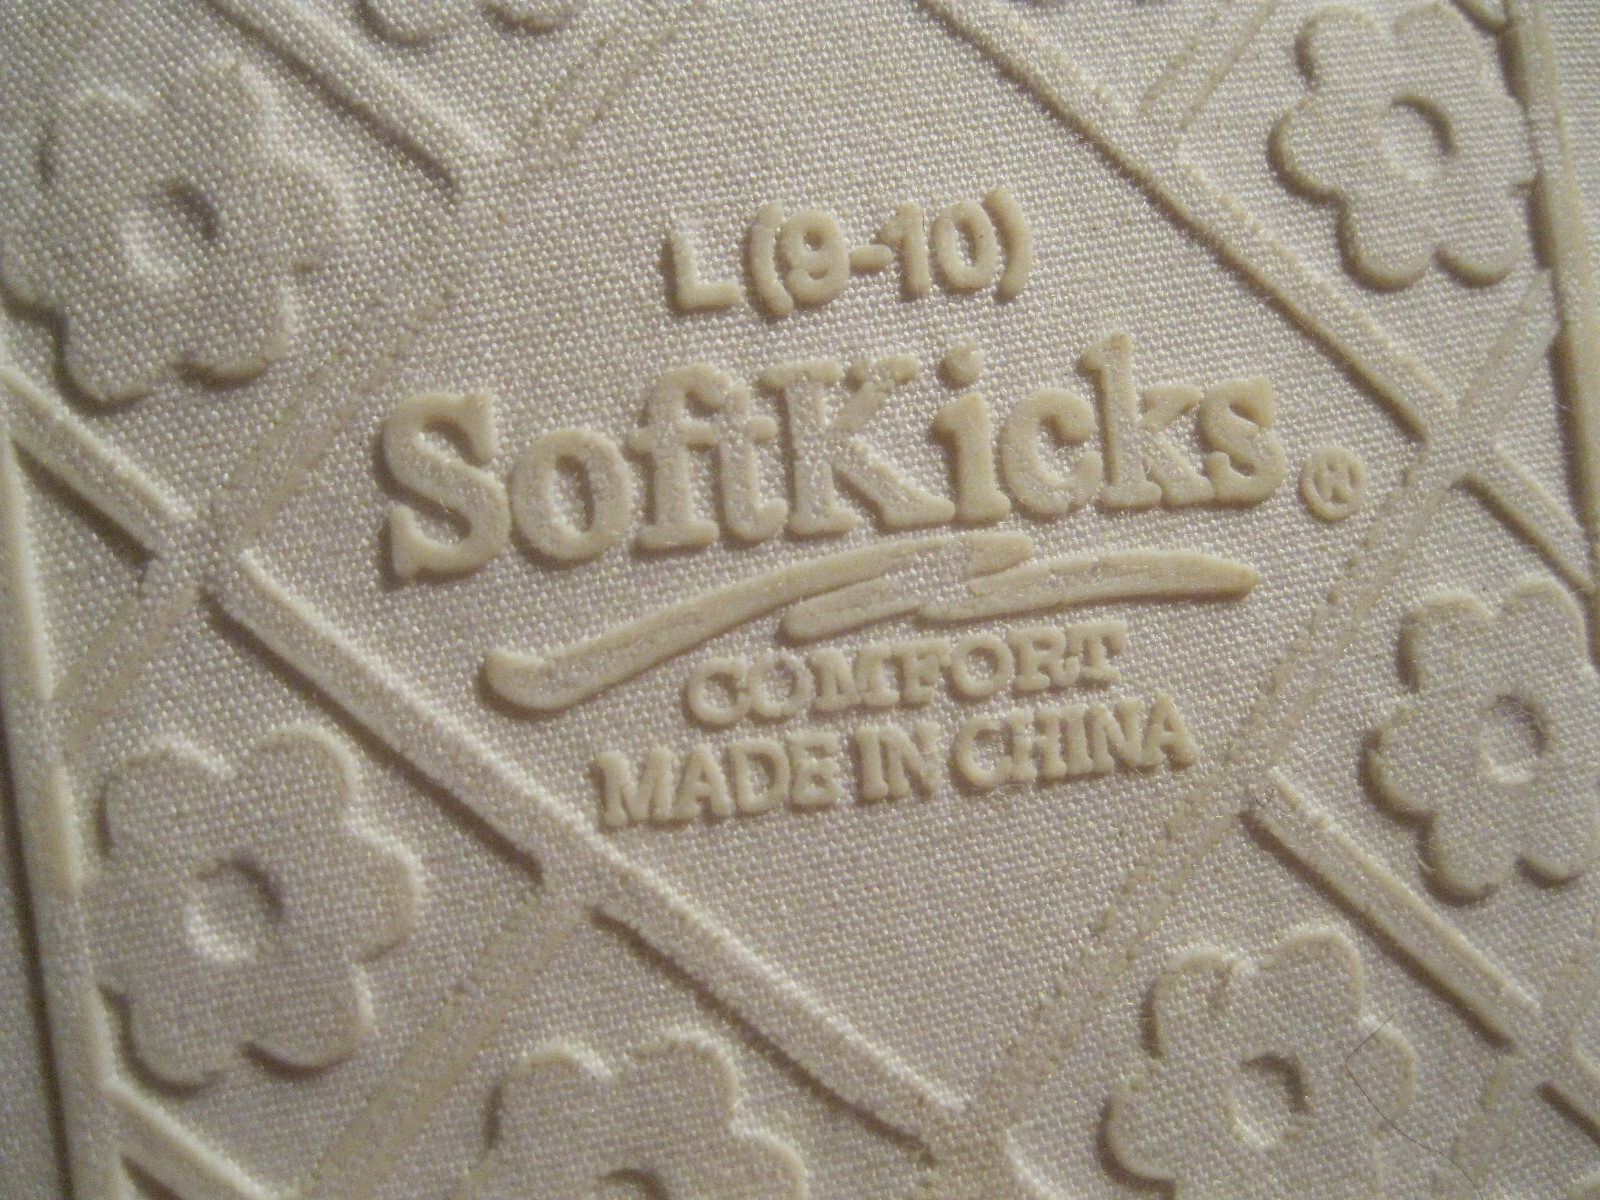 L(9-10)
SoftKicks®
COMFORT
MADE IN CHINA